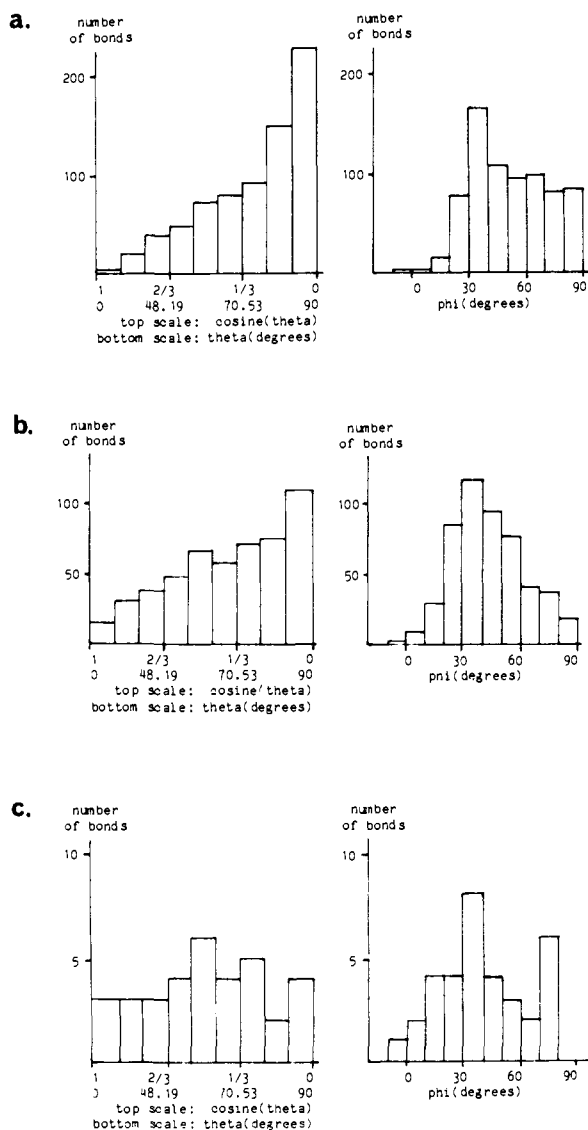 a.
number
of bonds
200
100
1 2/3 1/3 0
0 48.19 70.53 90
top scale: cosine(theta)
bottom scale: theta(degrees)
number
of bonds
200
100
0 30 60 90
phi(degrees)
b.
number
of bonds
100
50
1 2/3 1/3 0
0 48.19 70.53 90
top scale: cosine(theta)
bottom scale: theta(degrees)
number
of bonds
100
50
0 30 60 90
phi(degrees)
c.
number
of bonds
10
5
1 2/3 1/3 0
0 48.19 70.53 90
top scale: cosine(theta)
bottom scale: theta(degrees)
number
of bonds
10
5
0 30 60 90
phi(degrees)